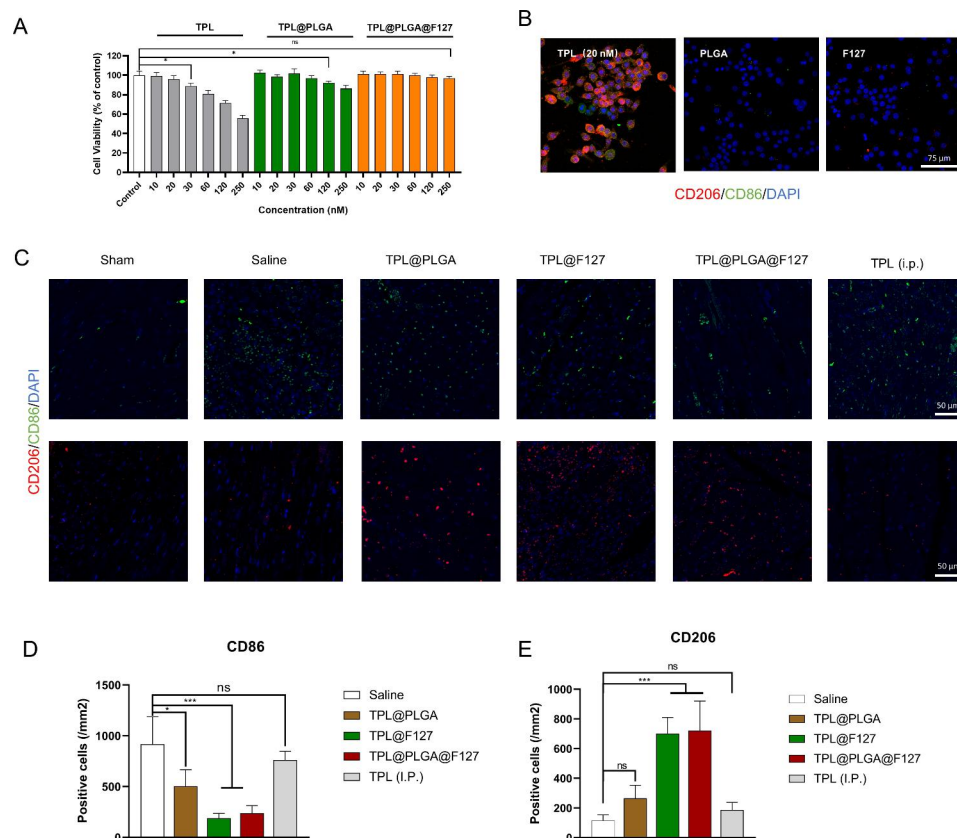 A
TPL TPL@PLGA TPL@PLGA@F127
ns
*
*
Cell Viability (% of control)
120
100
80
60
40
20
0
Control 10 20 30 60 120 250 10 20 30 60 120 250 10 20 30 60 120 250
Concentration (nM)
B
TPL (20 nM) PLGA F127
75 μm
CD206/CD86/DAPI
C
Sham Saline TPL@PLGA TPL@F127 TPL@PLGA@F127 TPL (i.p.)
CD206/CD86/DAPI
50 μm
50 μm
D
CD86
ns
***
*
Positive cells (/mm2)
1500
1000
500
0
Saline
TPL@PLGA
TPL@F127
TPL@PLGA@F127
TPL (I.P.)
E
CD206
ns
***
ns
Positive cells (/mm2)
1000
800
600
400
200
0
Saline
TPL@PLGA
TPL@F127
TPL@PLGA@F127
TPL (I.P.)